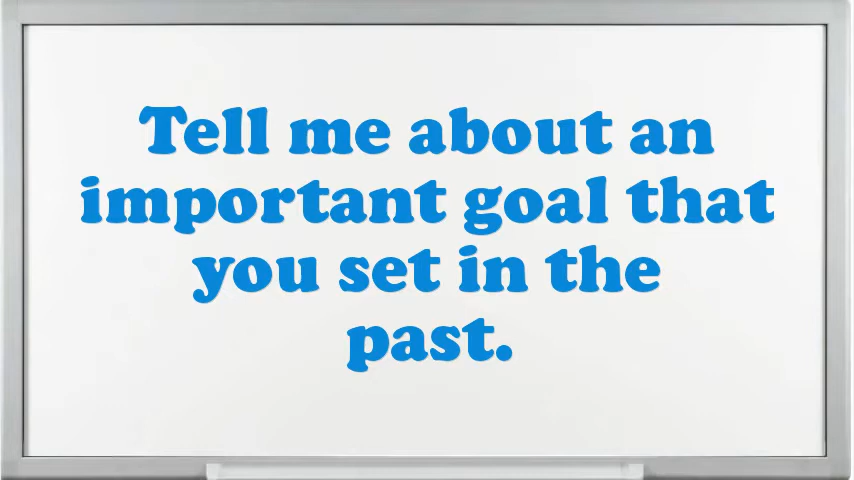 Tell me about an
important goal that
you set in the
past.